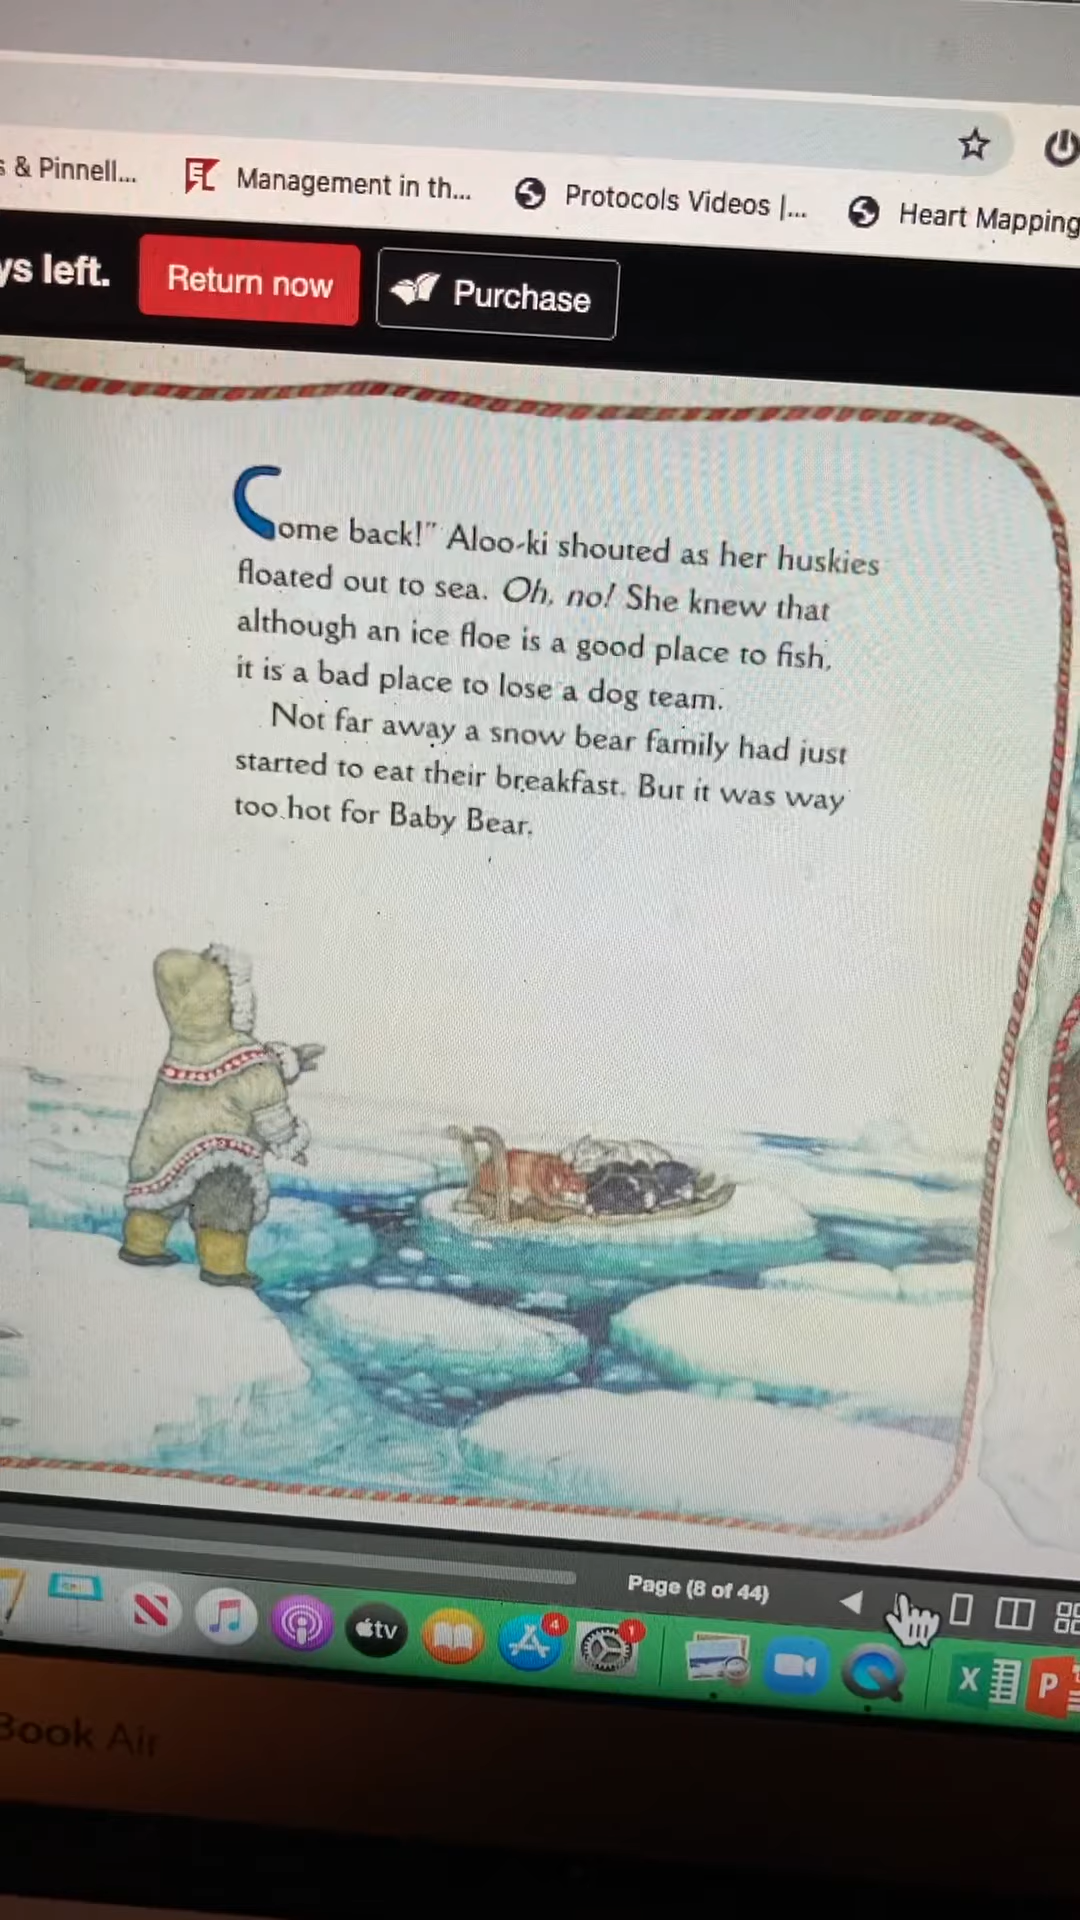 & Pinnell...
Management in th...
Protocols Videos |...
Heart Mapping
left.
Return now
Purchase
Come back!" Aloo-ki shouted as her huskies
floated out to sea. Oh, no! She knew that
although an ice floe is a good place to fish,
it is a bad place to lose a dog team.
Not far away a snow bear family had just
started to eat their breakfast. But it was way
too hot for Baby Bear.
Page (8 of 44)
tv
4
1
X
P
Book Air